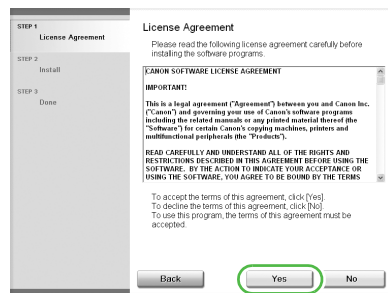 STEP 1
License Agreement
STEP 2
Install
STEP 3
Done
License Agreement
Please read the following license agreement carefully before
installing the software programs.
CANON SOFTWARE LICENSE AGREEMENT
IMPORTANT!
This is a legal agreement ("Agreement") between you and Canon Inc.
("Canon") and governing your use of Canon's software programs
including the related manuals or any printed material thereof (the
"Software") for certain Canon's copying machines, printers and
multifunctional peripherals (the "Products").
READ CAREFULLY AND UNDERSTAND ALL OF THE RIGHTS AND
RESTRICTIONS DESCRIBED IN THIS AGREEMENT BEFORE USING THE
SOFTWARE. BY THE ACTION TO INDICATE YOUR ACCEPTANCE OR
USING THE SOFTWARE, YOU AGREE TO BE BOUND BY THE TERMS
To accept the terms of this agreement, click [Yes].
To decline the terms of this agreement, click [No].
To use this program, the terms of this agreement must be
accepted.
Back
Yes
No